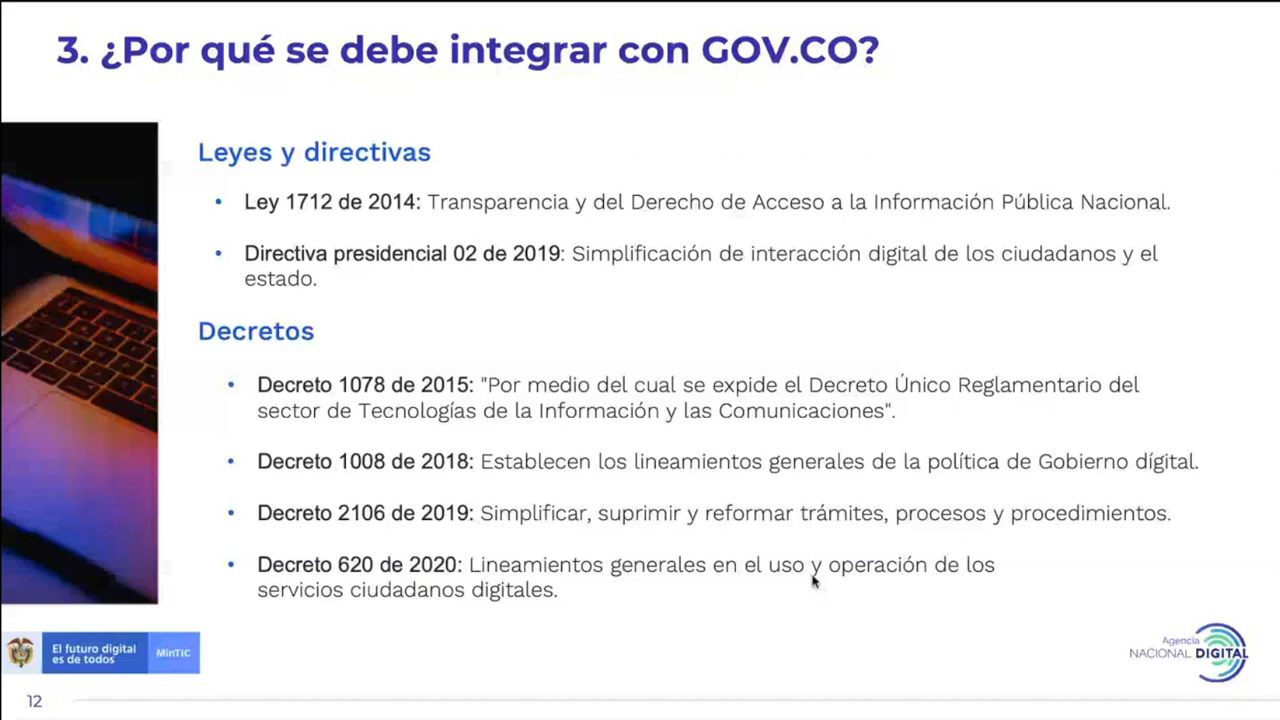 3. ¿Por qué se debe integrar con GOV.CO?
Leyes y directivas
• Ley 1712 de 2014: Transparencia y del Derecho de Acceso a la Información Pública Nacional.
• Directiva presidencial 02 de 2019: Simplificación de interacción digital de los ciudadanos y el
estado.
Decretos
• Decreto 1078 de 2015: "Por medio del cual se expide el Decreto Único Reglamentario del
sector de Tecnologías de la Información y las Comunicaciones".
• Decreto 1008 de 2018: Establecen los lineamientos generales de la política de Gobierno dígital.
• Decreto 2106 de 2019: Simplificar, suprimir y reformar trámites, procesos y procedimientos.
• Decreto 620 de 2020: Lineamientos generales en el uso y operación de los
servicios ciudadanos digitales.
El futuro digital
es de todos
MinTIC
Agencia
NACIONAL DIGITAL
12